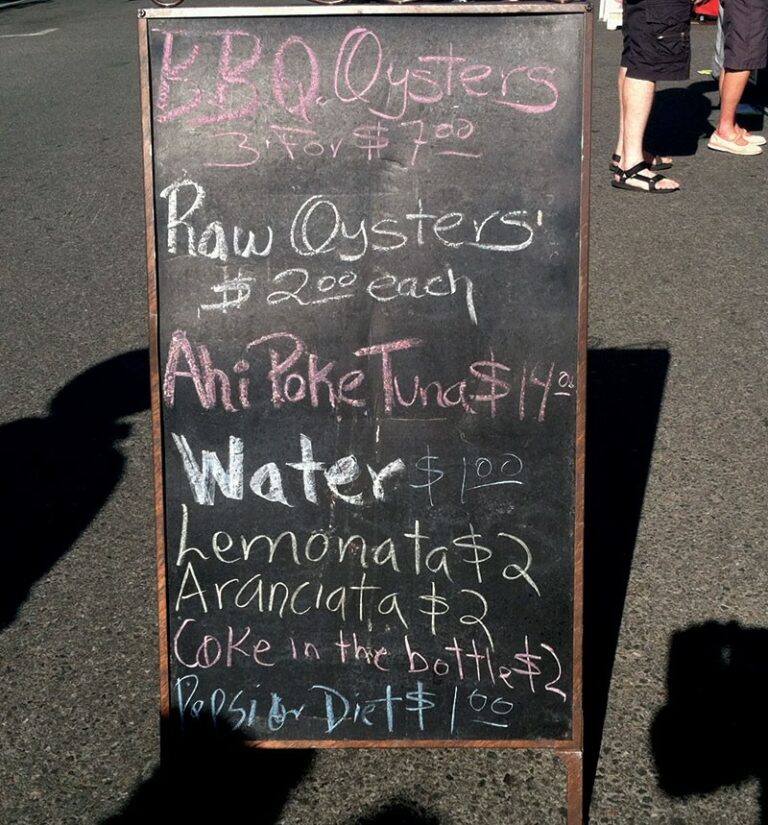 BBQ Oysters
3 For $7.00
Raw Oysters'
$2.00 each
Ahi Poke Tuna $14.00
Water $1.00
Lemonata $2
Aranciata $2
Coke in the bottle $2
Pepsi or Diet $1.00